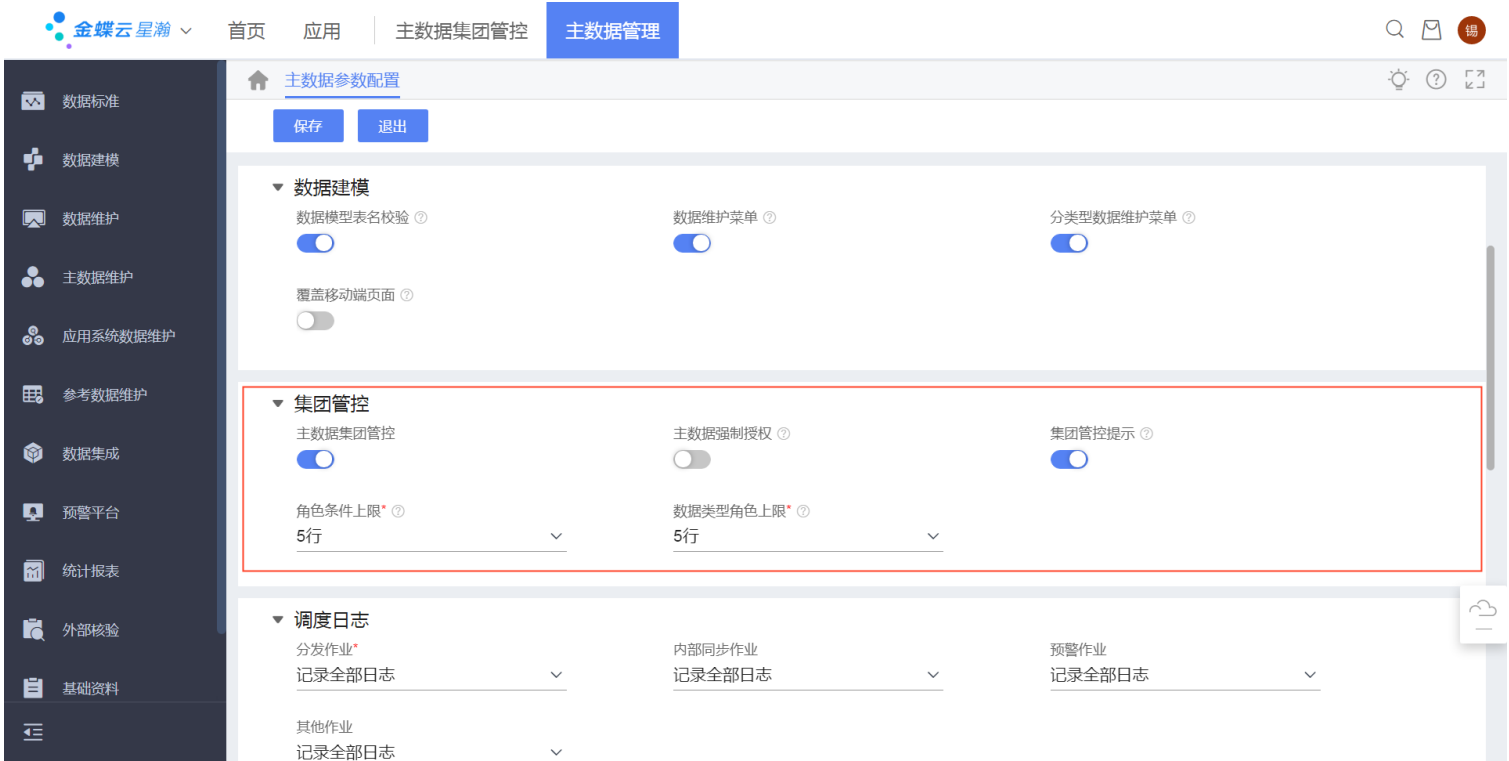 金蝶云 星瀚 首页 应用 主数据集团管控 主数据管理 锡
主数据参数配置
保存 退出
数据标准
数据建模
数据维护
主数据维护
应用系统数据维护
参考数据维护
数据集成
预警平台
统计报表
外部核验
基础资料
数据建模
数据模型表名校验 数据维护菜单 分类型数据维护菜单
覆盖移动端页面
集团管控
主数据集团管控 主数据强制授权 集团管控提示
角色条件上限* 数据类型角色上限*
5行 5行
调度日志
分发作业* 内部同步作业 预警作业
记录全部日志 记录全部日志 记录全部日志
其他作业
记录全部日志